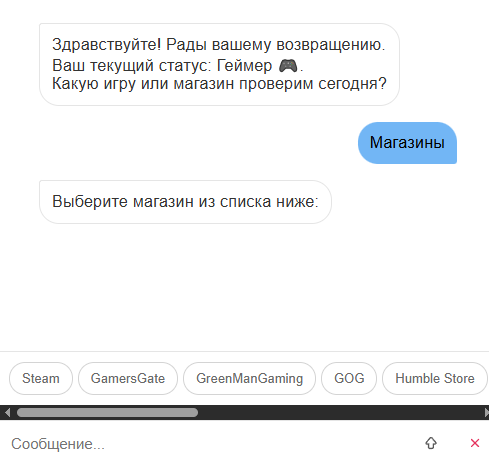 Здравствуйте! Рады вашему возвращению.
Ваш текущий статус: Геймер 🎮.
Какую игру или магазин проверим сегодня?
Магазины
Выберите магазин из списка ниже:
Steam GamersGate GreenManGaming GOG Humble Store
Сообщение...